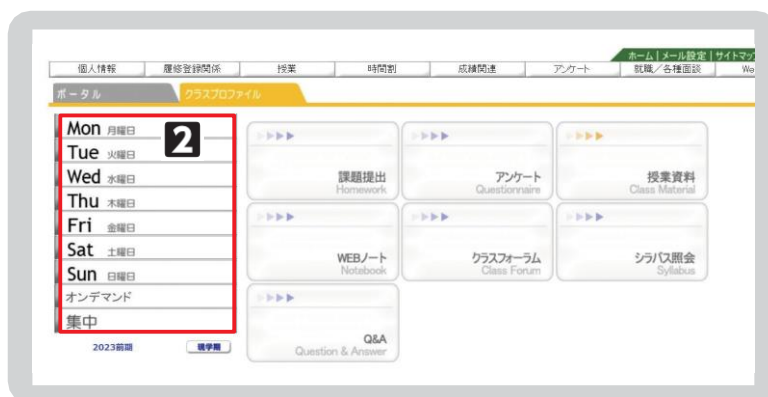 ホーム | メール設定 | サイトマップ
個人情報 履修登録関係 授業 時間割 成績関連 アンケート 就職／各種面談 We
ポータル クラスプロファイル
2
Mon 月曜日
Tue 火曜日
Wed 水曜日
Thu 木曜日
Fri 金曜日
Sat 土曜日
Sun 日曜日
オンデマンド
集中
2023前期 現学期
課題提出
Homework
アンケート
Questionnaire
授業資料
Class Material
WEBノート
Notebook
クラスフォーラム
Class Forum
シラバス照会
Syllabus
Q&A
Question & Answer